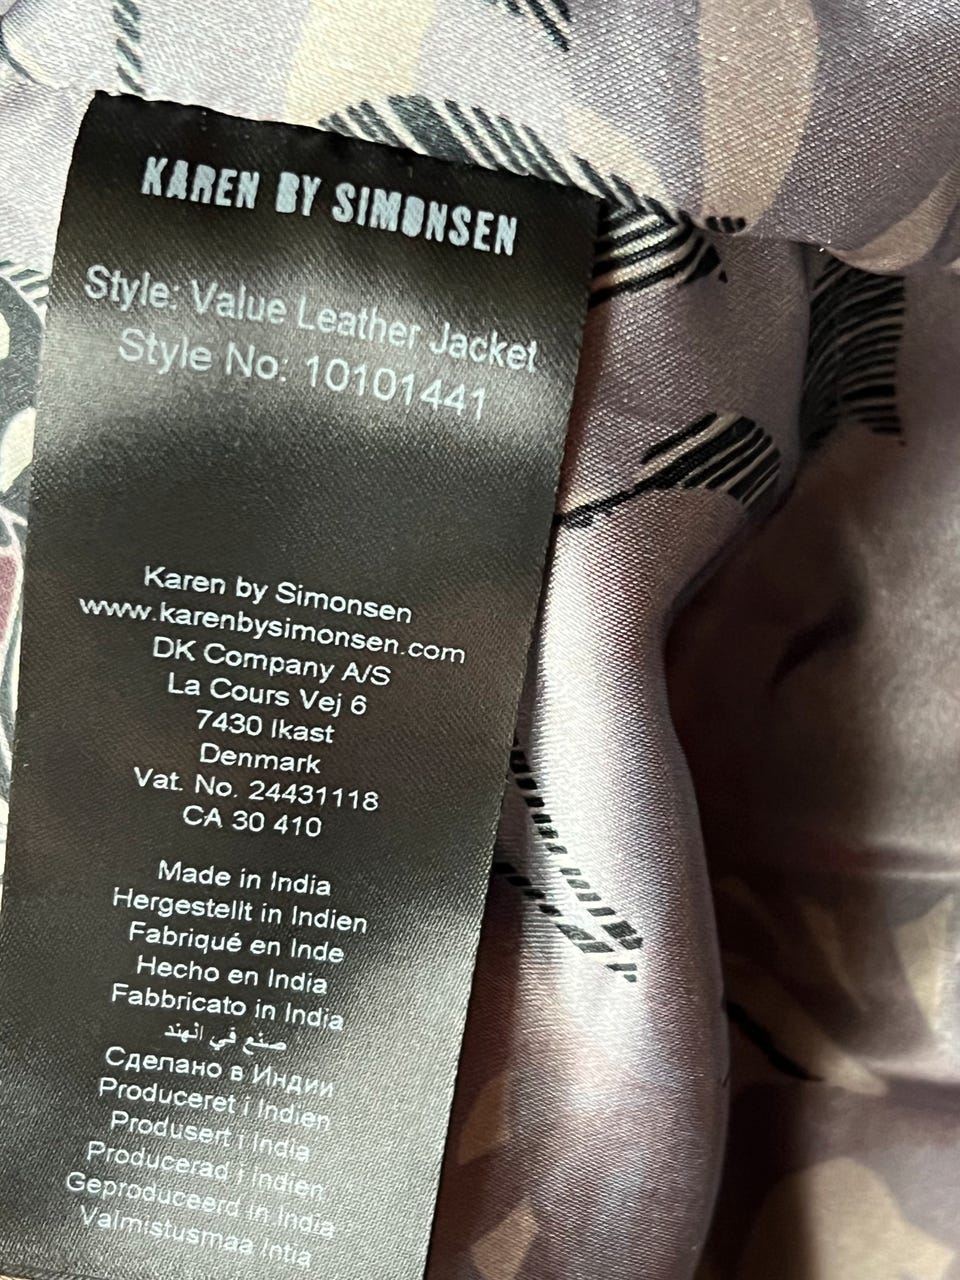 KAREN BY SIMONSEN
Style: Value Leather Jacket
Style No: 10101441
Karen by Simonsen
www.karenbysimonsen.com
DK Company A/S
La Cours Vej 6
7430 Ikast
Denmark
Vat. No. 24431118
CA 30 410
Made in India
Hergestellt in Indien
Fabriqué en Inde
Hecho en India
Fabbricato in India
صنع في الهند
Сделано в Индии
Produceret i Indien
Produsert i India
Producerad i indien
Geproduceerd in India
Valmistusmaa Intia